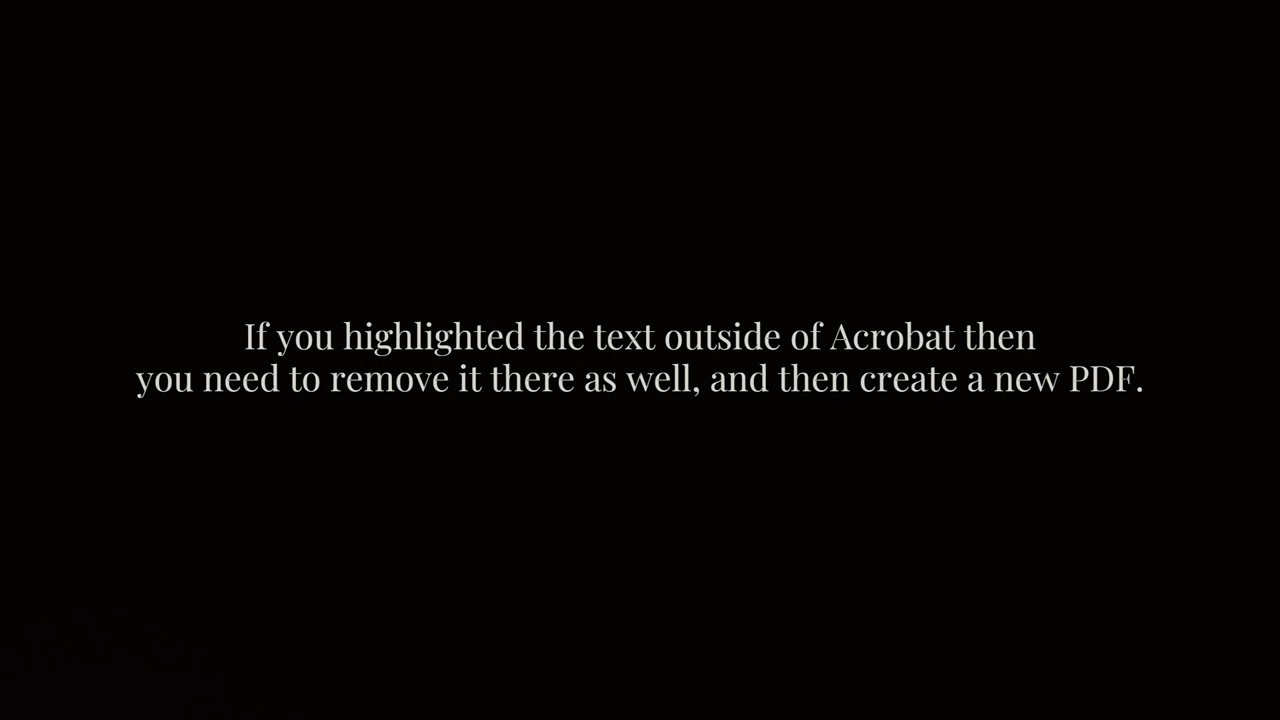 If you highlighted the text outside of Acrobat then
you need to remove it there as well, and then create a new PDF.